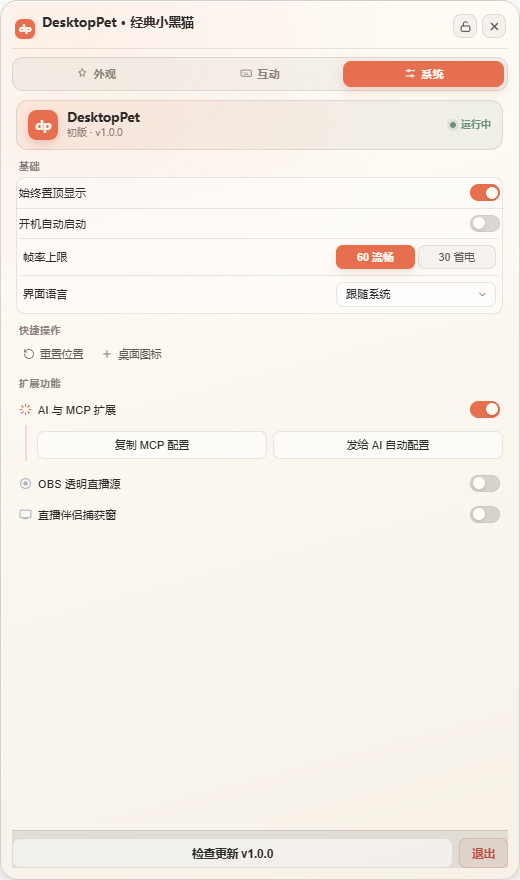 dp DesktopPet • 经典小黑猫
外观 互动 系统
dp DesktopPet
初版 · v1.0.0
运行中
基础
始终置顶显示
开机自动启动
帧率上限 60 流畅 30 省电
界面语言 跟随系统
快捷操作
重置位置 桌面图标
扩展功能
AI 与 MCP 扩展
复制 MCP 配置 发给 AI 自动配置
OBS 透明直播源
直播伴侣捕获窗
检查更新 v1.0.0 退出